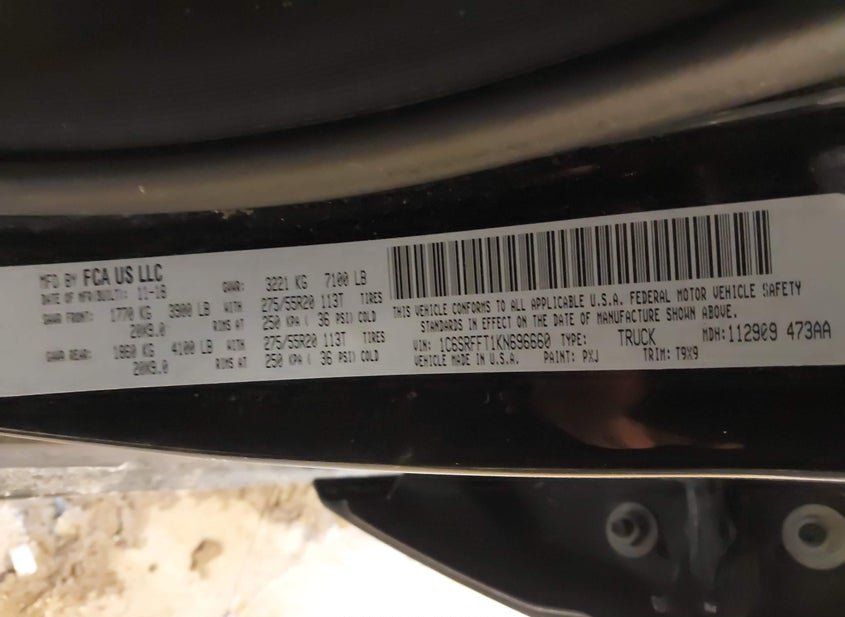 MFD BY FCA US LLC
DATE OF MFR(BUILT): 11-18 GVWR: 3221 KG 7100 LB
GAWR FRONT: 1770 KG 3900 LB WITH 275/55R20 113T TIRES
20X9.0 RIMS AT 250 KPA ( 36 PSI) COLD
GAWR REAR: 1860 KG 4100 LB WITH 275/55R20 113T TIRES
20X9.0 RIMS AT 250 KPA ( 36 PSI) COLD
THIS VEHICLE CONFORMS TO ALL APPLICABLE U.S.A. FEDERAL MOTOR VEHICLE SAFETY
STANDARDS IN EFFECT ON THE DATE OF MANUFACTURE SHOWN ABOVE.
VIN: 1C6SRFFT1KN696660 TYPE: TRUCK MDH: 112909 473AA
VEHICLE MADE IN U.S.A. PAINT: PXJ TRIM: T9X9